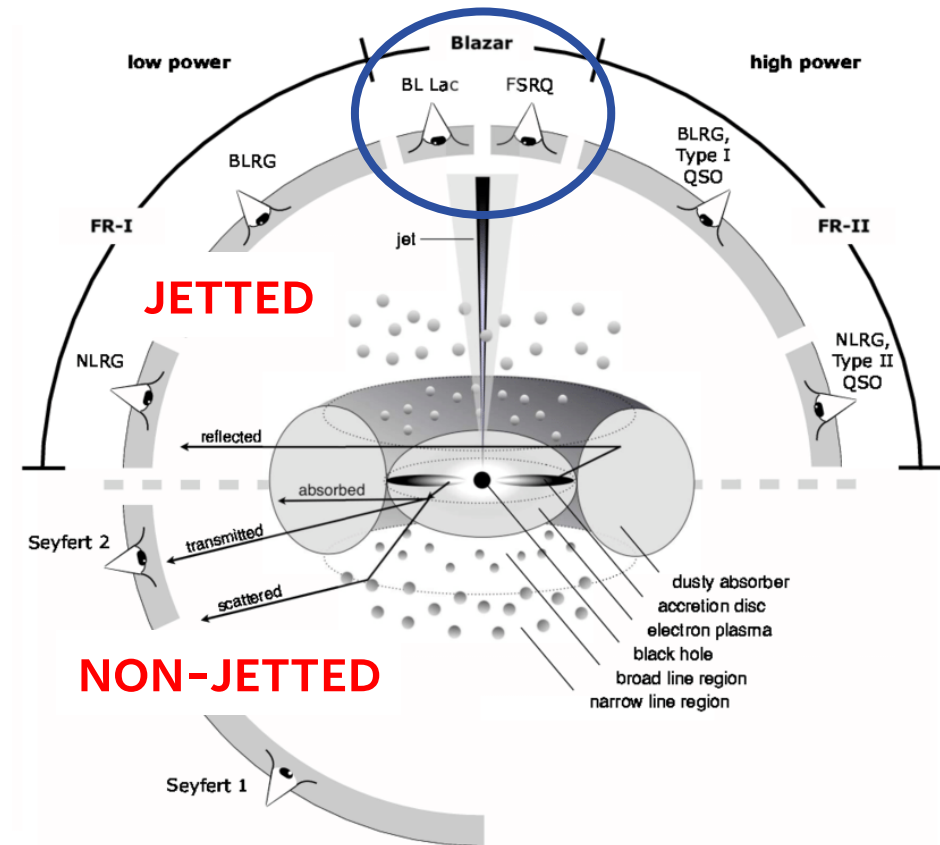 low power
Blazar
high power
BL Lac
FSRQ
BLRG
BLRG,
Type I
QSO
FR-I
FR-II
jet
JETTED
NLRG
NLRG,
Type II
QSO
reflected
absorbed
Seyfert 2
transmitted
scattered
dusty absorber
accretion disc
electron plasma
black hole
broad line region
narrow line region
NON-JETTED
Seyfert 1